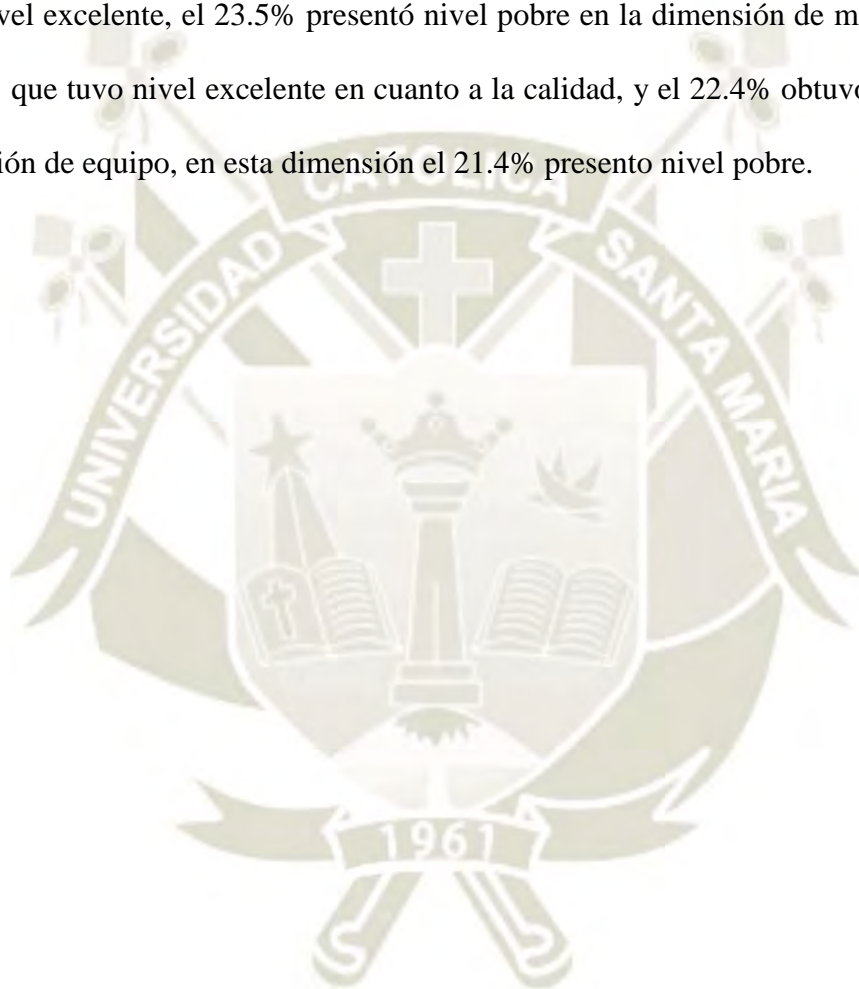 vel excelente, el 23.5% presentó nivel pobre en la dimensión de m
que tuvo nivel excelente en cuanto a la calidad, y el 22.4% obtuvo
ión de equipo, en esta dimensión el 21.4% presento nivel pobre.
UNIVERSIDAD CATOLICA SANTA MARIA
1961